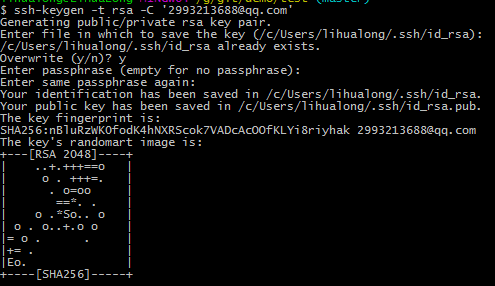 $ ssh-keygen -t rsa -C '2993213688@qq.com'
Generating public/private rsa key pair.
Enter file in which to save the key (/c/Users/lihualong/.ssh/id_rsa):
/c/Users/lihualong/.ssh/id_rsa already exists.
Overwrite (y/n)? y
Enter passphrase (empty for no passphrase):
Enter same passphrase again:
Your identification has been saved in /c/Users/lihualong/.ssh/id_rsa.
Your public key has been saved in /c/Users/lihualong/.ssh/id_rsa.pub.
The key fingerprint is:
SHA256:nBluRzWKOfodK4hNXRScok7VADcAcOOfKLYi8riyhak 2993213688@qq.com
The key's randomart image is:
+---[RSA 2048]----+
|    ..+.+++==o   |
|     o . +++=.   |
|      . o=oo     |
|       ==*. .    |
|    o .*So.. o   |
| o . o..+.o o    |
|= o .      .     |
|+= .             |
|Eo.              |
+----[SHA256]-----+